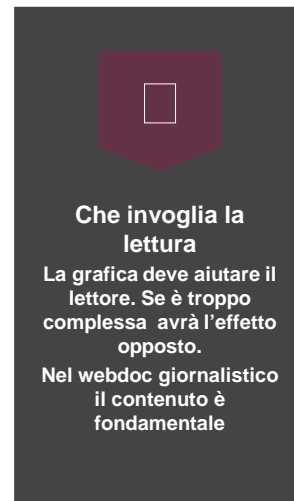 Che invoglia la
lettura
La grafica deve aiutare il
lettore. Se è troppo
complessa avrà l'effetto
opposto.
Nel webdoc giornalistico
il contenuto è
fondamentale